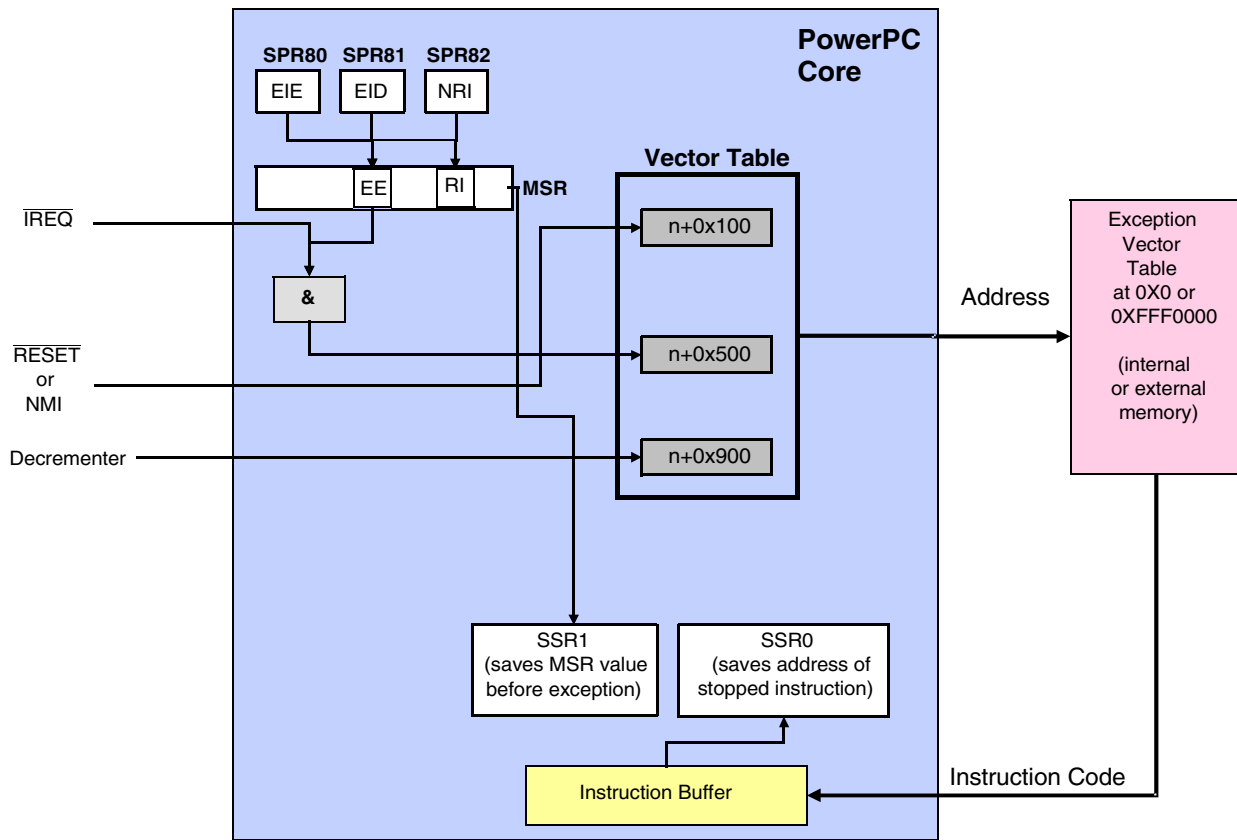 PowerPC
Core
SPR80 SPR81 SPR82
EIE EID NRI
EE RI MSR
Vector Table
IREQ
&
RESET
or
NMI
Decrementer
n+0x100
n+0x500
n+0x900
Address
Exception
Vector
Table
at 0X0 or
0XFFF0000
(internal
or external
memory)
SSR1
(saves MSR value
before exception)
SSR0
(saves address of
stopped instruction)
Instruction Buffer
Instruction Code